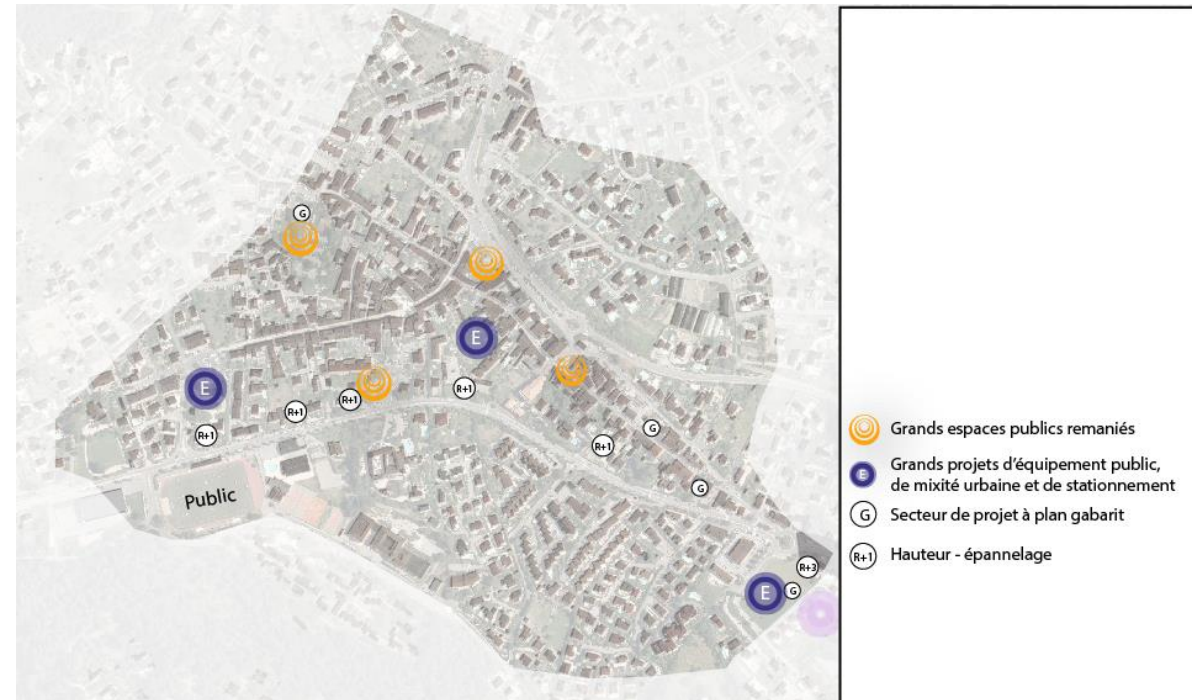 G
E
E
R+1
R+1
R+1
R+1
R+1
G
G
Public
R+3
G
E
Grands espaces publics remaniés
E
Grands projets d'équipement public,
de mixité urbaine et de stationnement
G
Secteur de projet à plan gabarit
R+1
Hauteur - épannelage